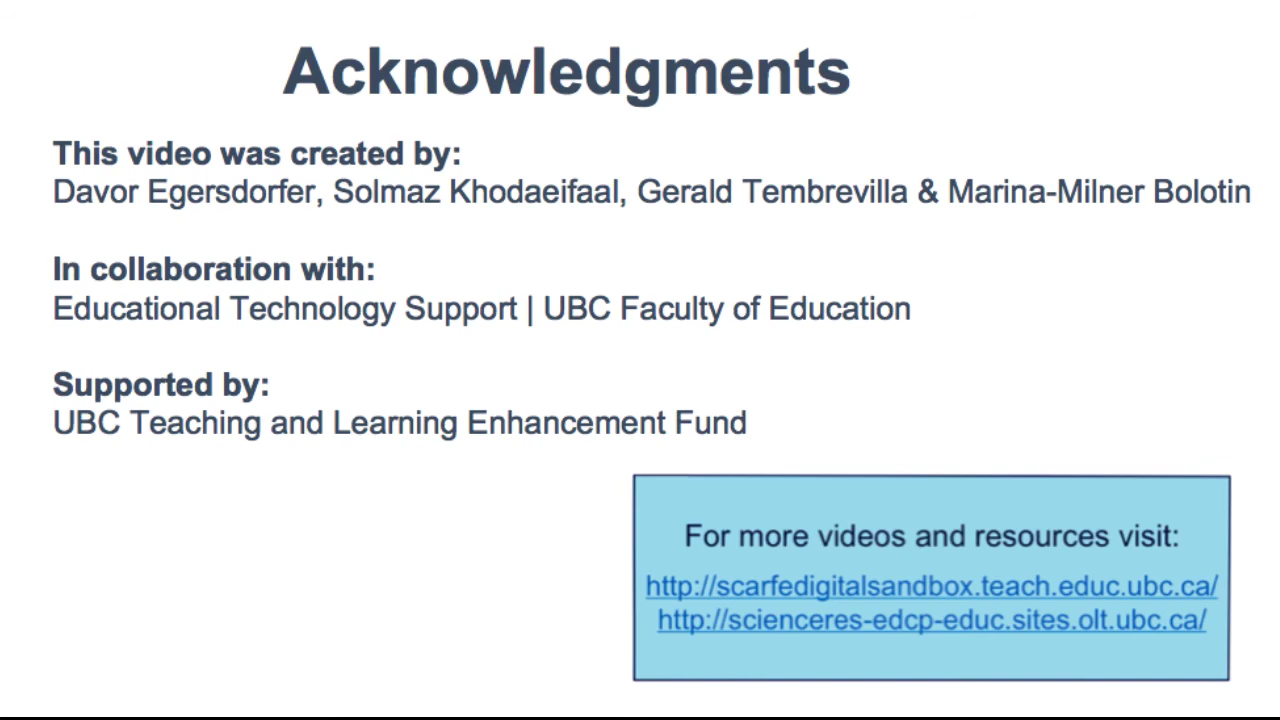 Acknowledgments
This video was created by:
Davor Egersdorfer, Solmaz Khodaeifaal, Gerald Tembrevilla & Marina-Milner Bolotin
In collaboration with:
Educational Technology Support | UBC Faculty of Education
Supported by:
UBC Teaching and Learning Enhancement Fund
For more videos and resources visit:
http://scarfedigitalsandbox.teach.educ.ubc.ca/
http://scienceres-edcp-educ.sites.olt.ubc.ca/